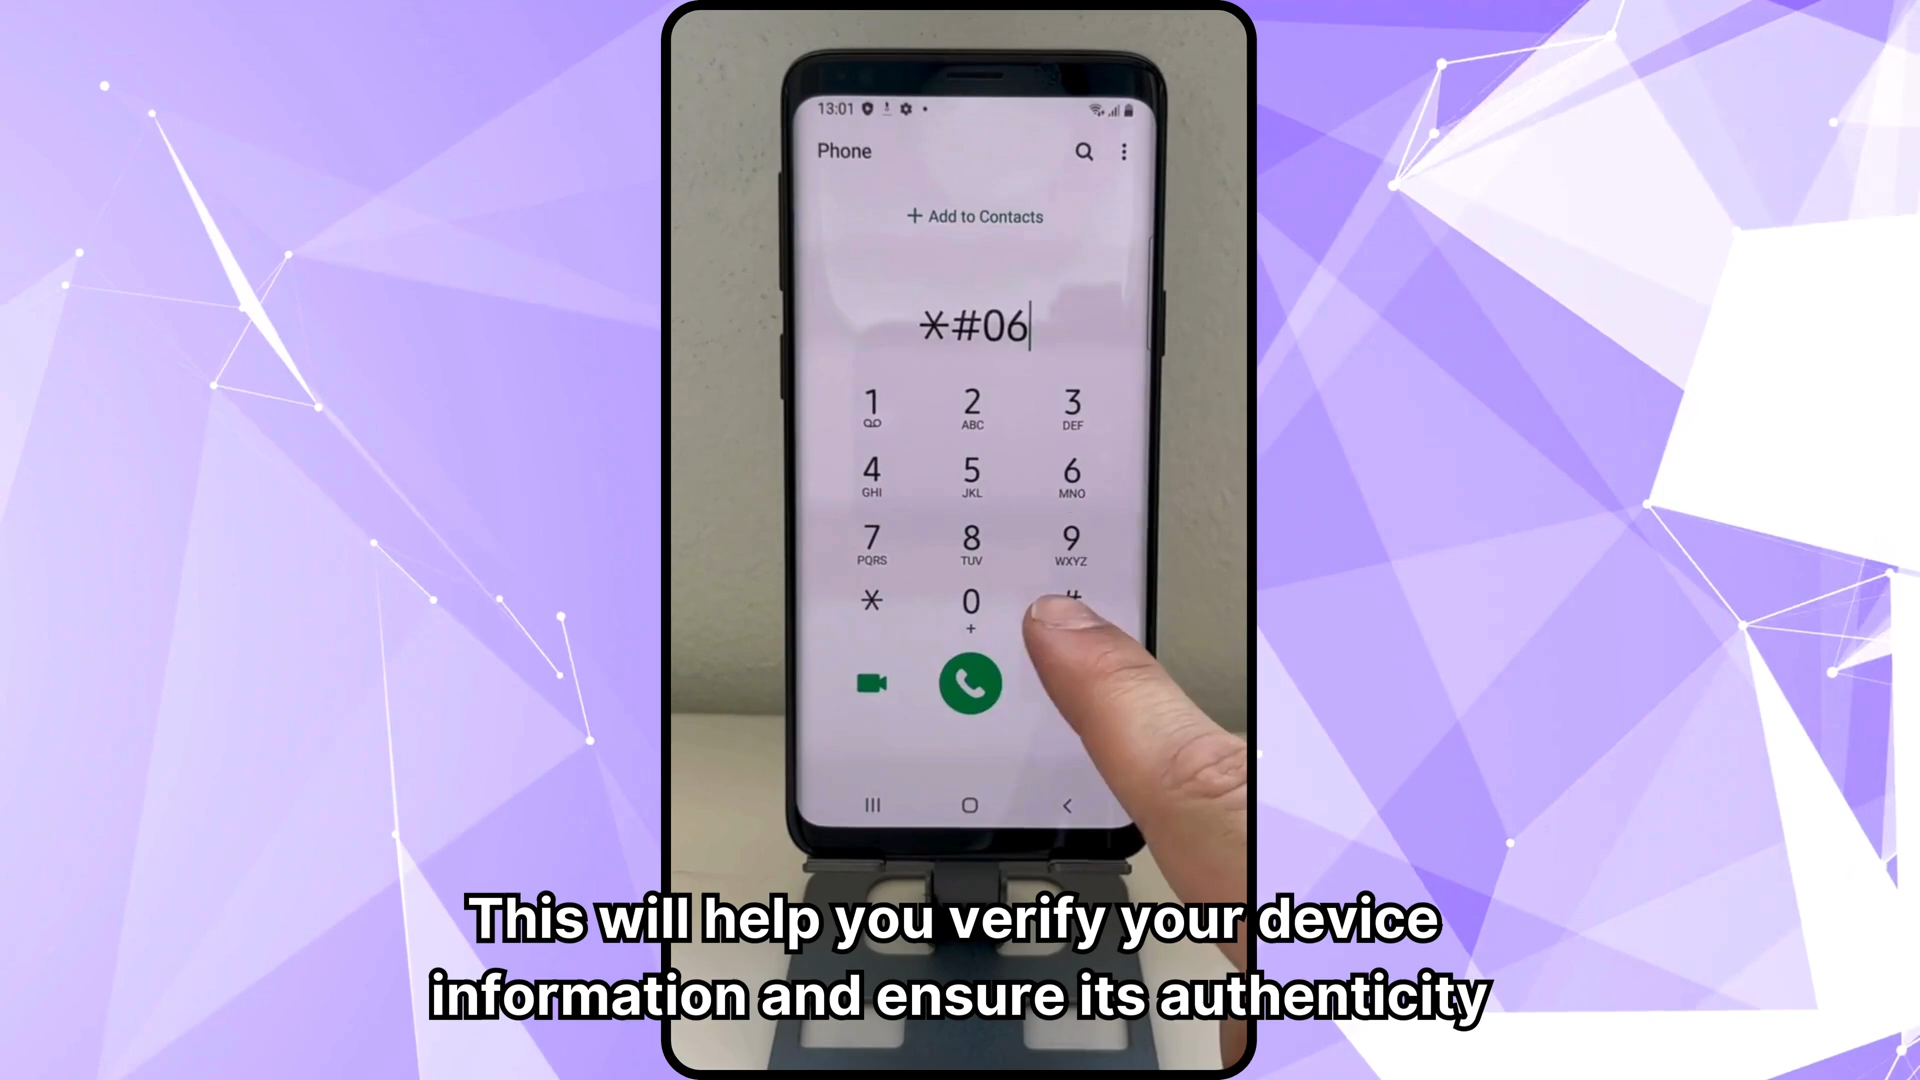 13:01
Phone
+ Add to Contacts
*#06
1 2 3
ABC DEF
4 5 6
GHI JKL MNO
7 8 9
PQRS TUV WXYZ
* 0 #
+
This will help you verify your device
information and ensure its authenticity